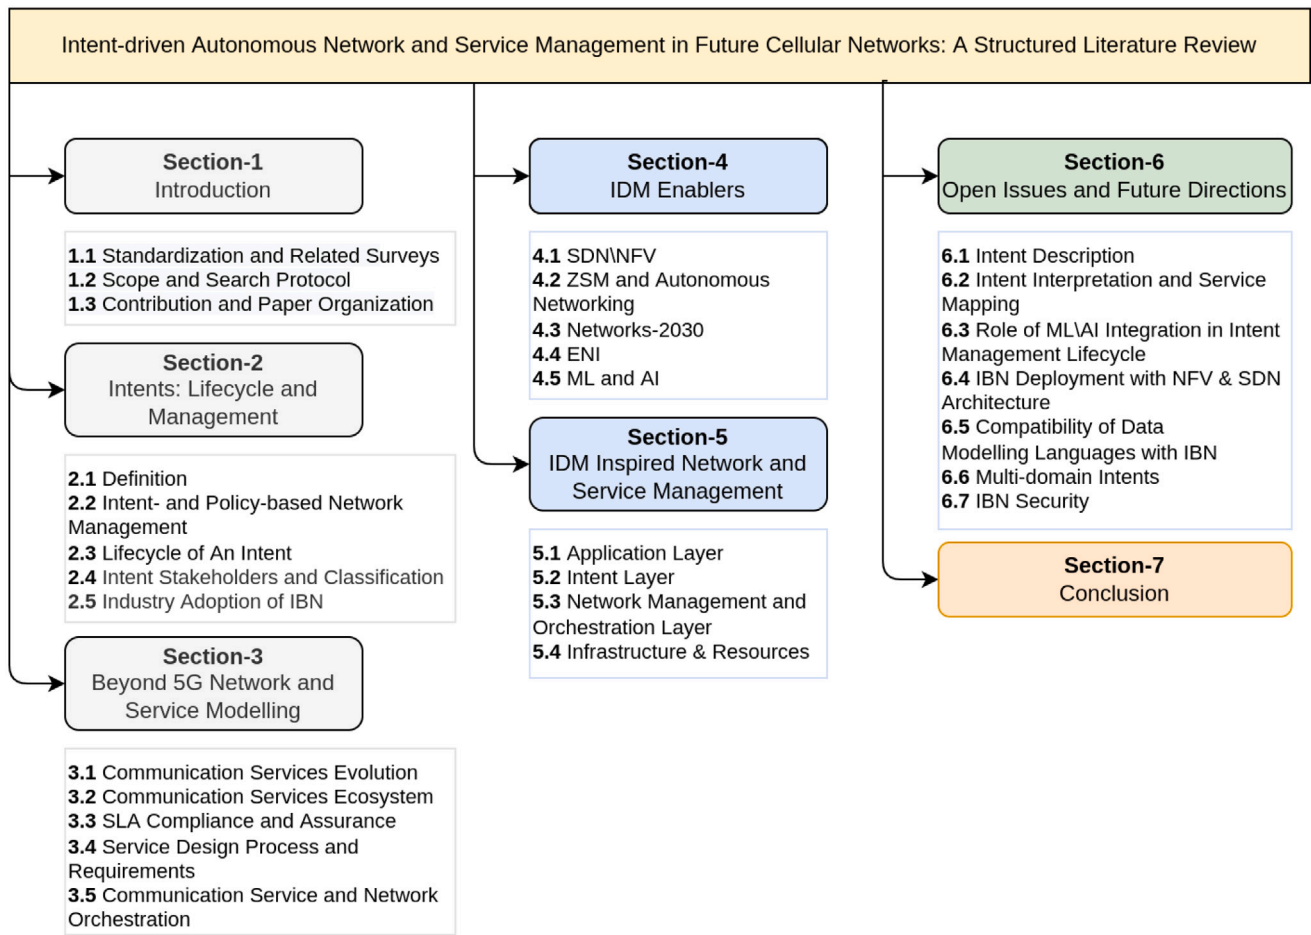 Intent-driven Autonomous Network and Service Management in Future Cellular Networks: A Structured Literature Review
Section-1
Introduction
1.1 Standardization and Related Surveys
1.2 Scope and Search Protocol
1.3 Contribution and Paper Organization
Section-2
Intents: Lifecycle and
Management
2.1 Definition
2.2 Intent- and Policy-based Network
Management
2.3 Lifecycle of An Intent
2.4 Intent Stakeholders and Classification
2.5 Industry Adoption of IBN
Section-3
Beyond 5G Network and
Service Modelling
3.1 Communication Services Evolution
3.2 Communication Services Ecosystem
3.3 SLA Compliance and Assurance
3.4 Service Design Process and
Requirements
3.5 Communication Service and Network
Orchestration
Section-4
IDM Enablers
4.1 SDN\NFV
4.2 ZSM and Autonomous
Networking
4.3 Networks-2030
4.4 ENI
4.5 ML and AI
Section-5
IDM Inspired Network and
Service Management
5.1 Application Layer
5.2 Intent Layer
5.3 Network Management and
Orchestration Layer
5.4 Infrastructure & Resources
Section-6
Open Issues and Future Directions
6.1 Intent Description
6.2 Intent Interpretation and Service
Mapping
6.3 Role of ML\AI Integration in Intent
Management Lifecycle
6.4 IBN Deployment with NFV & SDN
Architecture
6.5 Compatibility of Data
Modelling Languages with IBN
6.6 Multi-domain Intents
6.7 IBN Security
Section-7
Conclusion